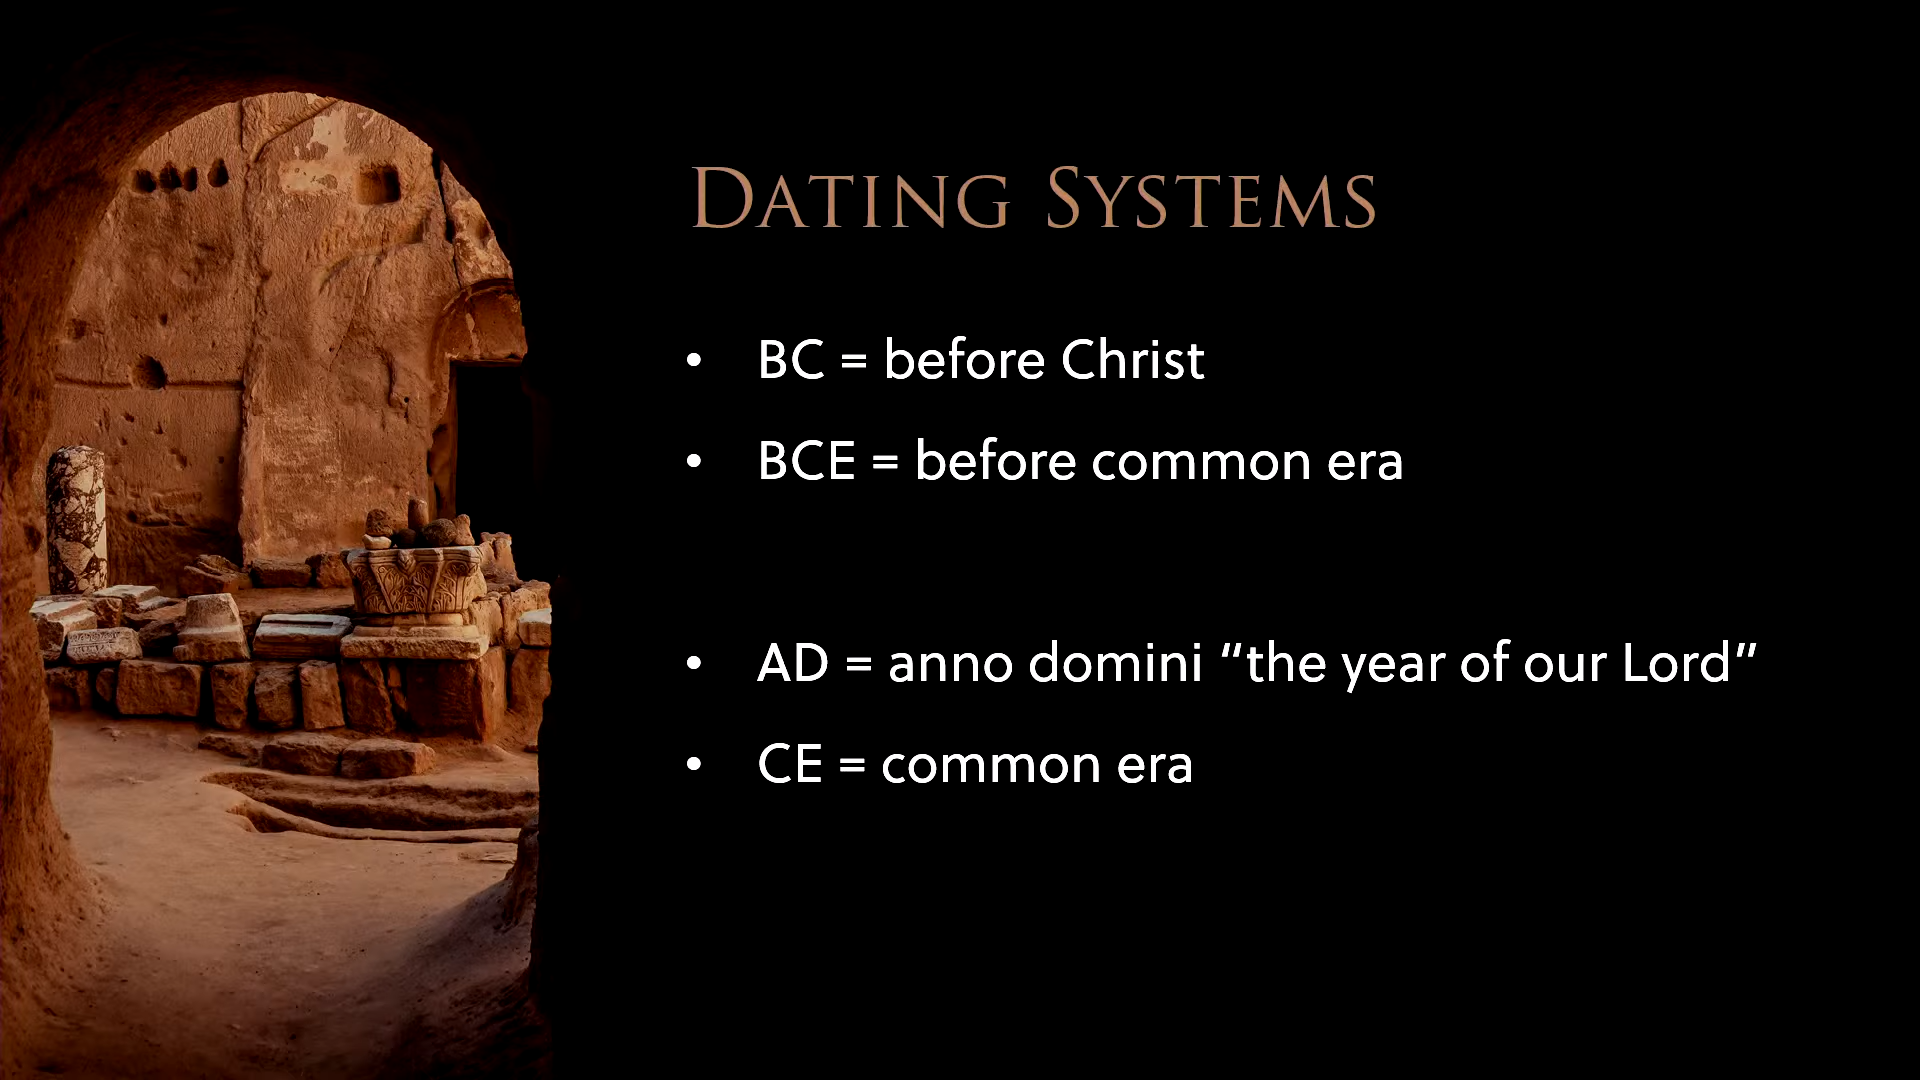 Dating Systems
• BC = before Christ
• BCE = before common era
• AD = anno domini “the year of our Lord”
• CE = common era